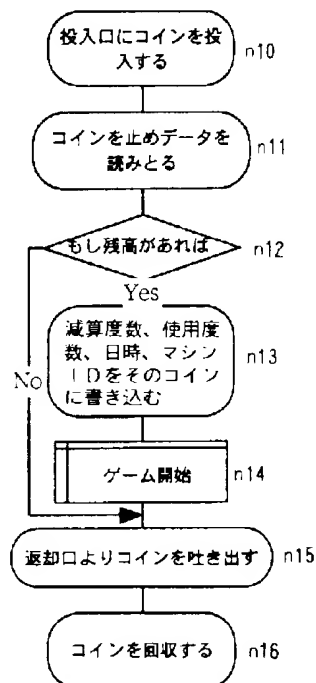 投入口にコインを投
入する
n10
コインを止めデータを
読みとる
n11
もし残高があれば
n12
Yes
減算度数、使用度
数、日時、マシン
IDをそのコイン
に書き込む
n13
No
ゲーム開始
n14
返却口よりコインを吐き出す
n15
コインを回収する
n16